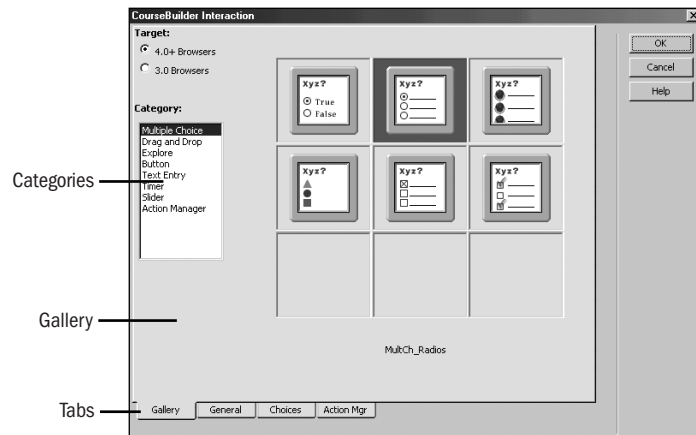 CourseBuilder Interaction
Target:
4.0+ Browsers
3.0 Browsers
Category:
Multiple Choice
Drag and Drop
Explore
Button
Text Entry
Timer
Slider
Action Manager
Xyz?
True
False
Xyz?
Xyz?
Xyz?
Xyz?
Xyz?
MultCh_Radios
OK
Cancel
Help
Gallery
General
Choices
Action Mgr
Categories
Gallery
Tabs